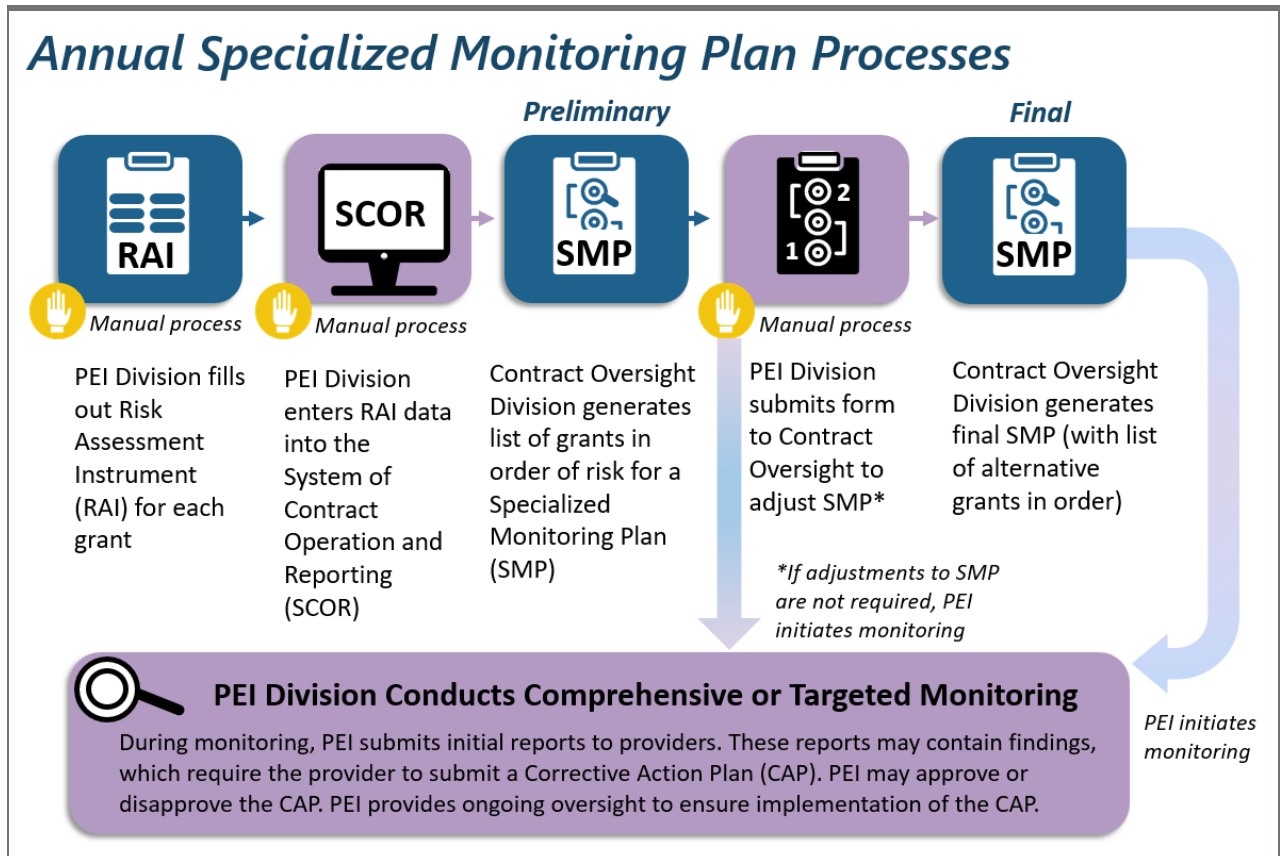 Annual Specialized Monitoring Plan Processes
Preliminary
Final
RAI
SCOR
SMP
2
1
SMP
Manual process
Manual process
Manual process
PEI Division fills
out Risk
Assessment
Instrument
(RAI) for each
grant
PEI Division
enters RAI data
into the
System of
Contract
Operation and
Reporting
(SCOR)
Contract Oversight
Division generates
list of grants in
order of risk for a
Specialized
Monitoring Plan
(SMP)
PEI Division
submits form
to Contract
Oversight to
adjust SMP*
*If adjustments to SMP
are not required, PEI
initiates monitoring
Contract Oversight
Division generates
final SMP (with list
of alternative
grants in order)
PEI initiates
monitoring
PEI Division Conducts Comprehensive or Targeted Monitoring
During monitoring, PEI submits initial reports to providers. These reports may contain findings,
which require the provider to submit a Corrective Action Plan (CAP). PEI may approve or
disapprove the CAP. PEI provides ongoing oversight to ensure implementation of the CAP.